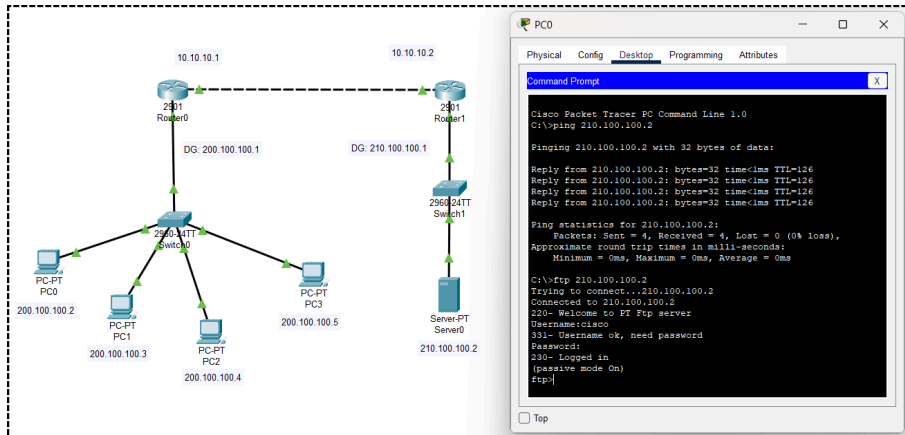 10.10.10.1
10.10.10.2
2901
Router0
2901
Router1
DG: 200.100.100.1
DG: 210.100.100.1
2960-24TT
Switch1
2960-24TT
Switch0
PC-PT
PC0
200.100.100.2
PC-PT
PC1
200.100.100.3
PC-PT
PC2
200.100.100.4
PC-PT
PC3
200.100.100.5
Server-PT
Server0
210.100.100.2
PC0
Physical Config Desktop Programming Attributes
Command Prompt X
Cisco Packet Tracer PC Command Line 1.0
C:\>ping 210.100.100.2
Pinging 210.100.100.2 with 32 bytes of data:
Reply from 210.100.100.2: bytes=32 time<1ms TTL=126
Reply from 210.100.100.2: bytes=32 time<1ms TTL=126
Reply from 210.100.100.2: bytes=32 time<1ms TTL=126
Reply from 210.100.100.2: bytes=32 time<1ms TTL=126
Ping statistics for 210.100.100.2:
Packets: Sent = 4, Received = 4, Lost = 0 (0% loss),
Approximate round trip times in milli-seconds:
Minimum = 0ms, Maximum = 0ms, Average = 0ms
C:\>ftp 210.100.100.2
Trying to connect...210.100.100.2
Connected to 210.100.100.2
220- Welcome to PT Ftp server
Username:cisco
331- Username ok, need password
Password:
230- Logged in
(passive mode On)
ftp>
Top